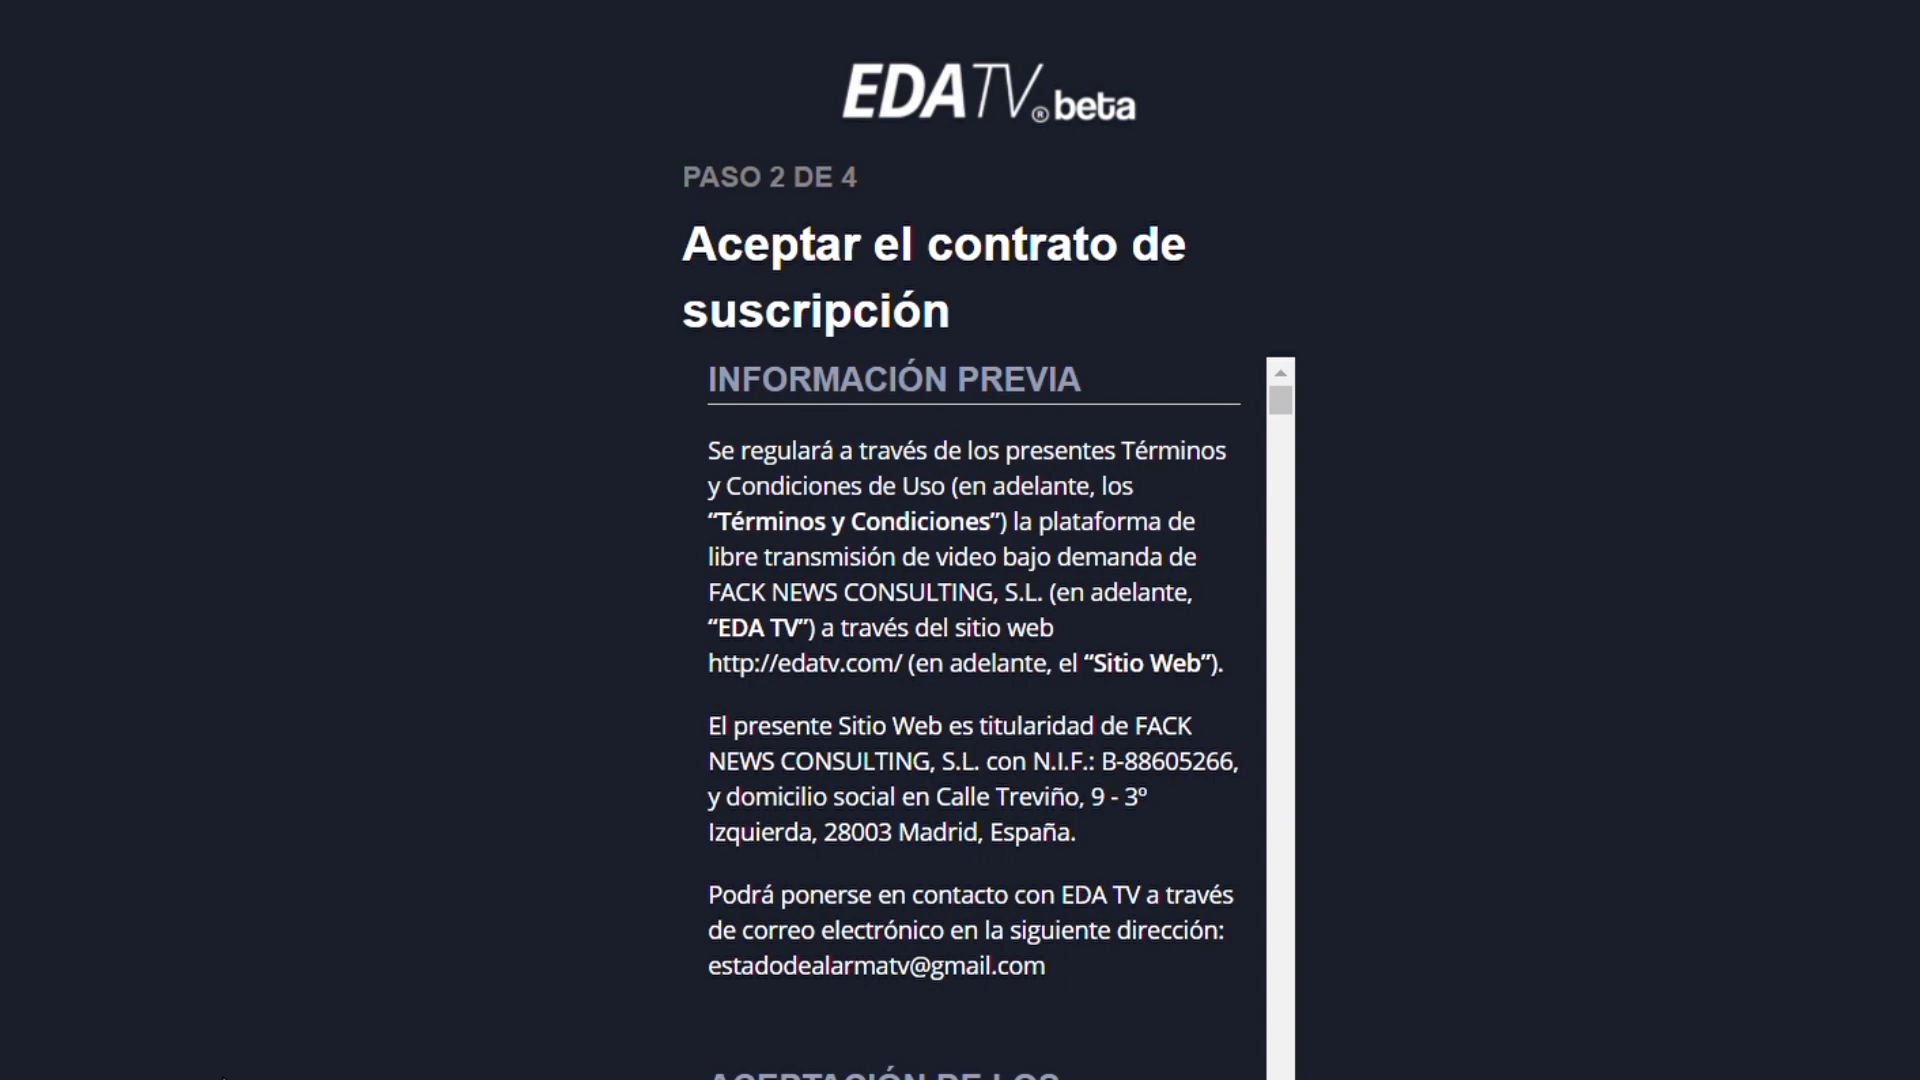 EDATV® beta
PASO 2 DE 4
Aceptar el contrato de
suscripción
INFORMACIÓN PREVIA
Se regulará a través de los presentes Términos
y Condiciones de Uso (en adelante, los
“Términos y Condiciones”) la plataforma de
libre transmisión de video bajo demanda de
FACK NEWS CONSULTING, S.L. (en adelante,
“EDA TV”) a través del sitio web
http://edatv.com/ (en adelante, el “Sitio Web”).
El presente Sitio Web es titularidad de FACK
NEWS CONSULTING, S.L. con N.I.F.: B-88605266,
y domicilio social en Calle Treviño, 9 - 3º
Izquierda, 28003 Madrid, España.
Podrá ponerse en contacto con EDA TV a través
de correo electrónico en la siguiente dirección:
estadodealarmatv@gmail.com
ACEPTACIÓN DE LOS